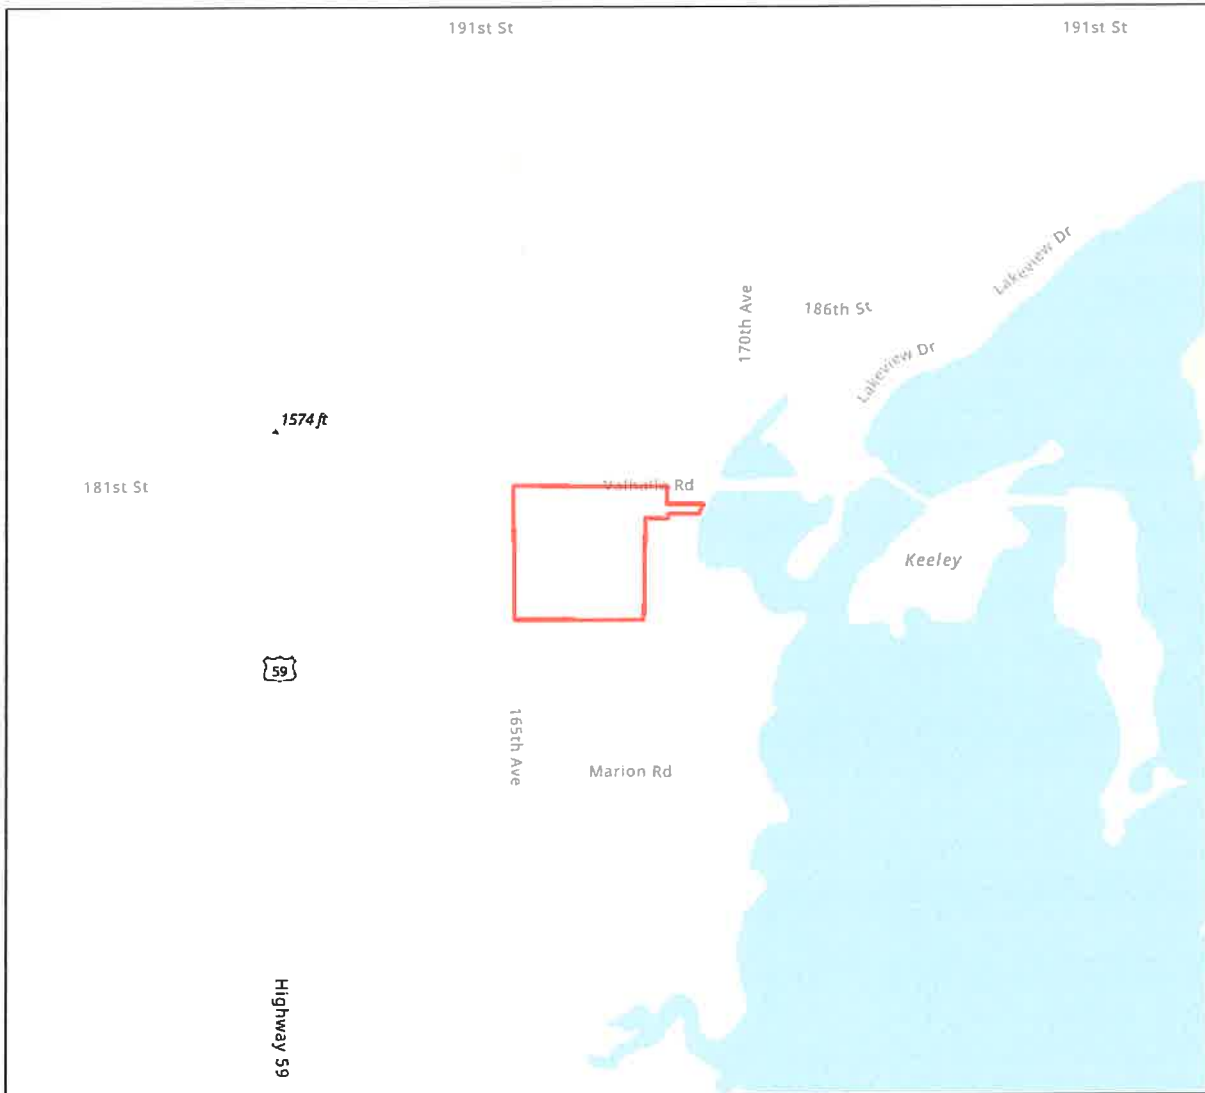 191st St
191st St
Lakeview Dr
170th Ave
186th St
Lakeview Dr
1574 ft
181st St
Valhalla Rd
Keeley
59
165th Ave
Marion Rd
Highway 59